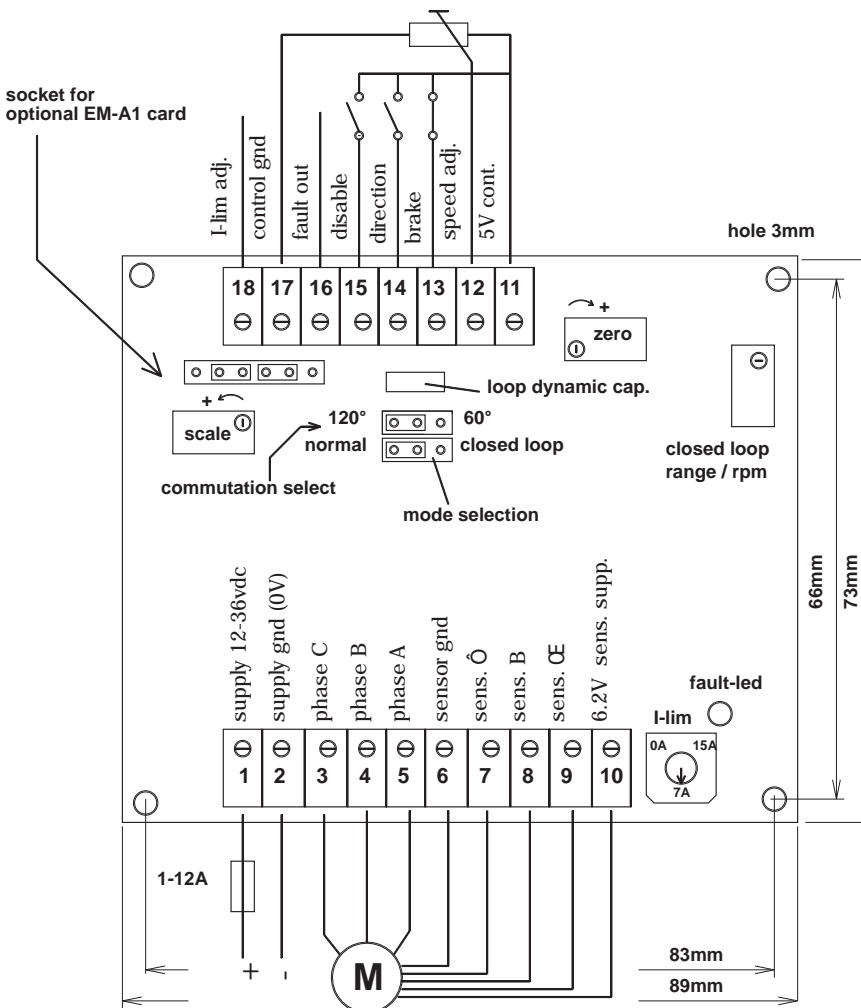 socket for
optional EM-A1 card
I-lim adj.
control gnd
fault out
disable
direction
brake
speed adj.
5V cont.
hole 3mm
18 17 16 15 14 13 12 11
+
zero
loop dynamic cap.
+
scale
120° 60°
normal closed loop
commutation select
mode selection
closed loop
range / rpm
66mm
73mm
supply 12-36vdc
supply gnd (0V)
phase C
phase B
phase A
sensor gnd
sens. Ô
sens. B
sens. Œ
6.2V sens. supp.
fault-led
I-lim
0A 15A
7A
1 2 3 4 5 6 7 8 9 10
1-12A
+ -
M
83mm
89mm